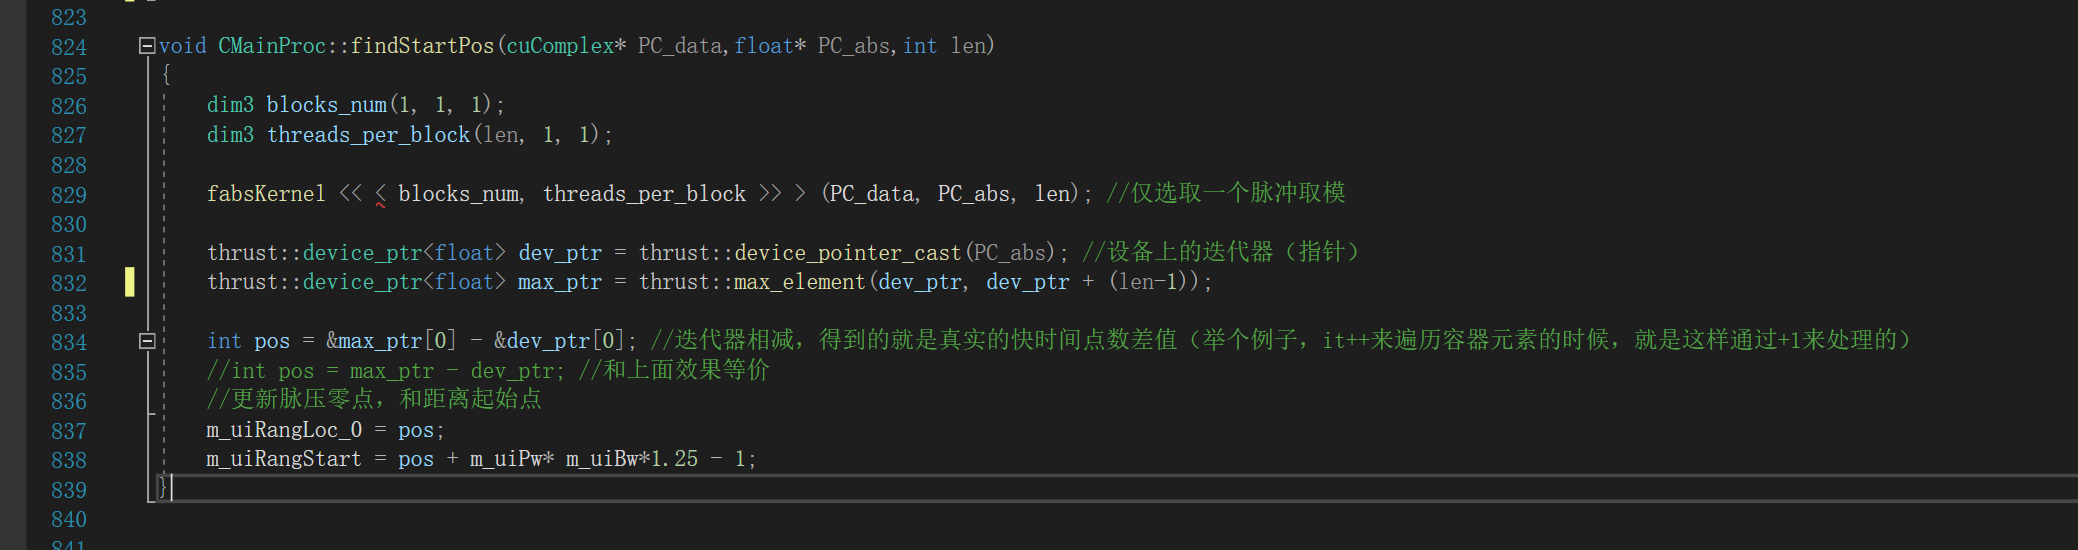 823
824 void CMainProc::findStartPos(cuComplex* PC_data,float* PC_abs,int len)
825 {
826 dim3 blocks_num(1, 1, 1);
827 dim3 threads_per_block(len, 1, 1);
828
829 fabsKernel << < blocks_num, threads_per_block >> > (PC_data, PC_abs, len); //仅选取一个脉冲取模
830
831 thrust::device_ptr<float> dev_ptr = thrust::device_pointer_cast(PC_abs); //设备上的迭代器（指针）
832 thrust::device_ptr<float> max_ptr = thrust::max_element(dev_ptr, dev_ptr + (len-1));
833
834 int pos = &max_ptr[0] - &dev_ptr[0]; //迭代器相减，得到的就是真实的快时间点数差值（举个例子，it++来遍历容器元素的时候，就是这样通过+1来处理的）
835 //int pos = max_ptr - dev_ptr; //和上面效果等价
836 //更新脉压零点，和距离起始点
837 m_uiRangLoc_0 = pos;
838 m_uiRangStart = pos + m_uiPw* m_uiBw*1.25 - 1;
839 }
840
841